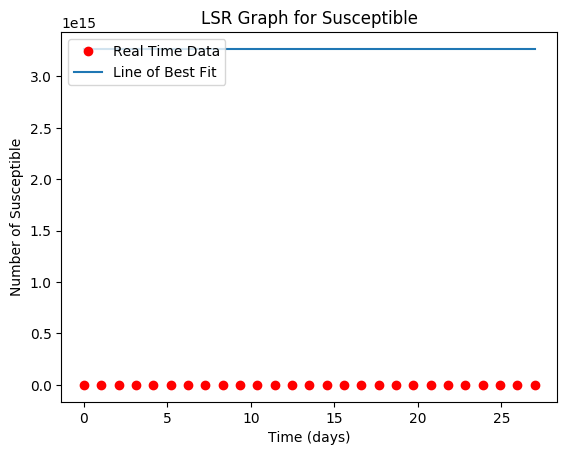 LSR Graph for Susceptible
1e15
Real Time Data
Line of Best Fit
3.0
2.5
2.0
1.5
1.0
0.5
0.0
Number of Susceptible
0 5 10 15 20 25
Time (days)